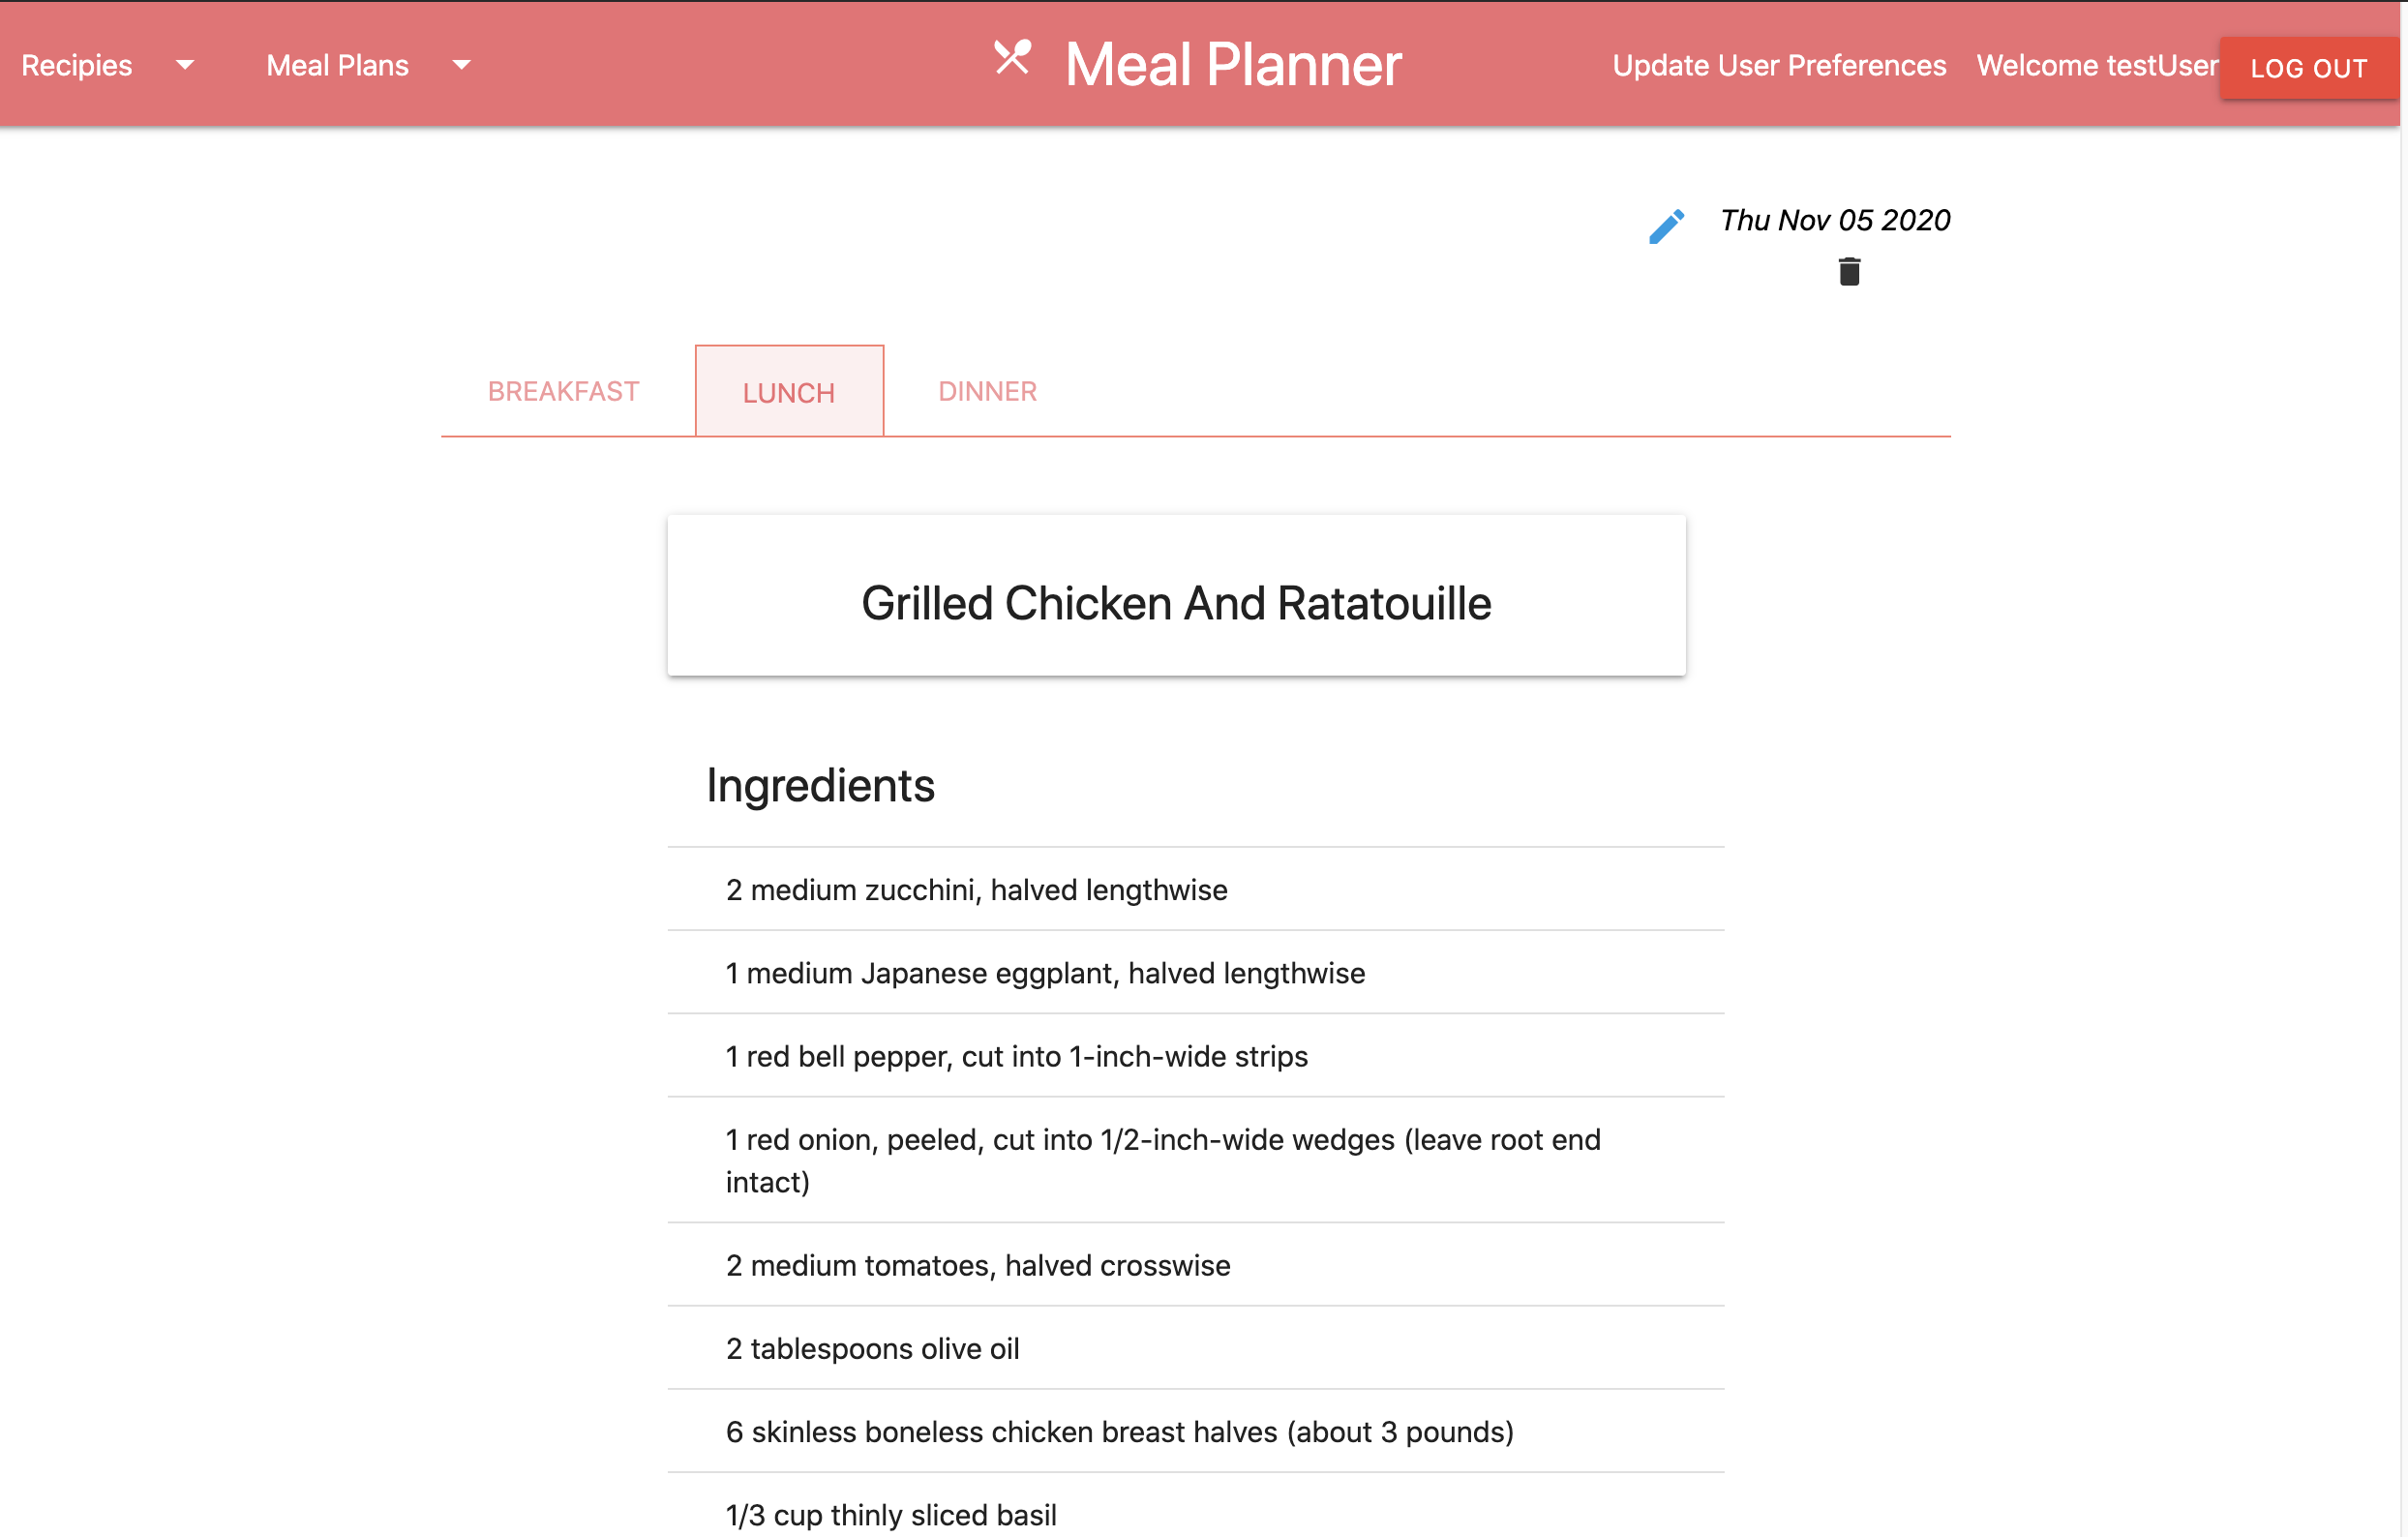 Recipies
Meal Plans
Meal Planner
Update User Preferences
Welcome testUser
LOG OUT
Thu Nov 05 2020
BREAKFAST
LUNCH
DINNER
Grilled Chicken And Ratatouille
Ingredients
2 medium zucchini, halved lengthwise
1 medium Japanese eggplant, halved lengthwise
1 red bell pepper, cut into 1-inch-wide strips
1 red onion, peeled, cut into 1/2-inch-wide wedges (leave root end
intact)
2 medium tomatoes, halved crosswise
2 tablespoons olive oil
6 skinless boneless chicken breast halves (about 3 pounds)
1/3 cup thinly sliced basil